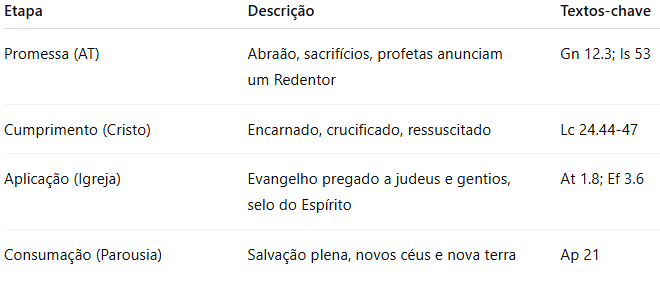 Etapa Descrição Textos-chave
Promessa (AT) Abraão, sacrifícios, profetas anunciam Gn 12.3; Is 53
um Redentor
Cumprimento (Cristo) Encarnado, crucificado, ressuscitado Lc 24.44-47
Aplicação (Igreja) Evangelho pregado a judeus e gentios, At 1.8; Ef 3.6
selo do Espírito
Consumação (Parousia) Salvação plena, novos céus e nova terra Ap 21